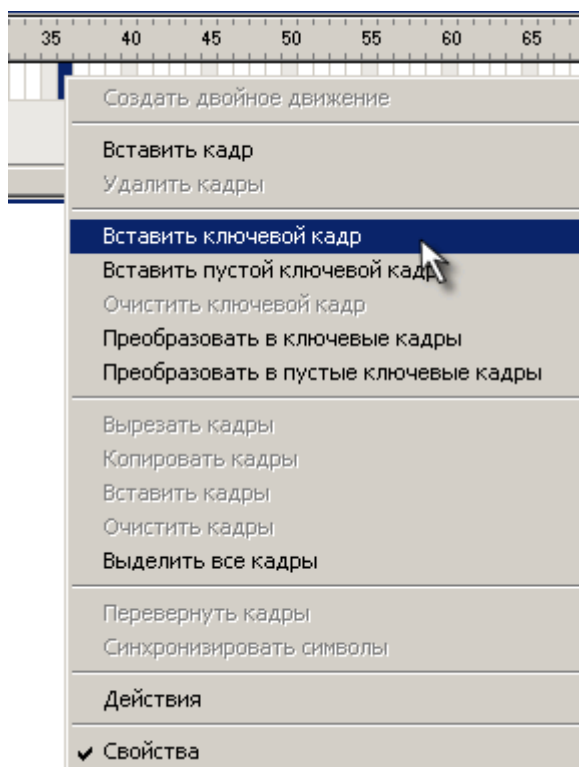 35 40 45 50 55 60 65
Создать двойное движение
Вставить кадр
Удалить кадры
Вставить ключевой кадр
Вставить пустой ключевой кадр
Очистить ключевой кадр
Преобразовать в ключевые кадры
Преобразовать в пустые ключевые кадры
Вырезать кадры
Копировать кадры
Вставить кадры
Очистить кадры
Выделить все кадры
Перевернуть кадры
Синхронизировать символы
Действия
Свойства